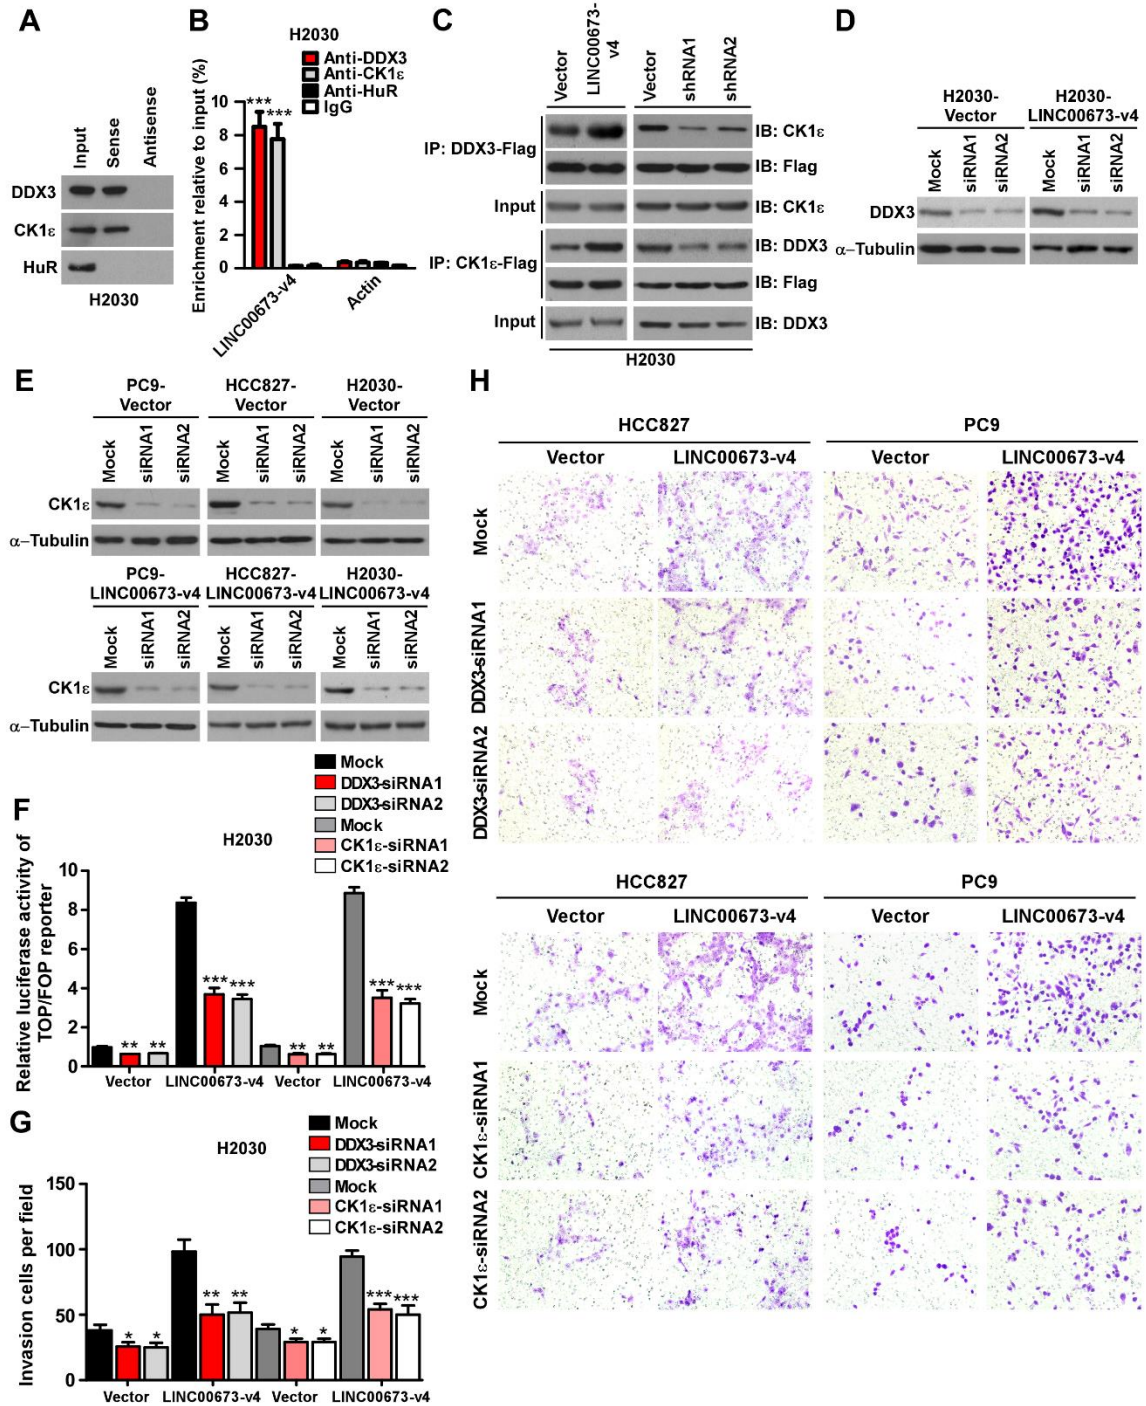 A
Input
Sense
Antisense
DDX3
CK1ε
HuR
H2030
B
H2030
Anti-DDX3
Anti-CK1ε
Anti-HuR
IgG
Enrichment relative to input (%)
10
8
6
4
2
0
***
***
LINC00673-v4
Actin
C
Vector
LINC00673-
v4
Vector
shRNA1
shRNA2
IP: DDX3-Flag
IB: CK1ε
IB: Flag
Input
IB: CK1ε
IP: CK1ε-Flag
IB: DDX3
IB: Flag
Input
IB: DDX3
H2030
D
H2030-
Vector
H2030-
LINC00673-v4
Mock
siRNA1
siRNA2
Mock
siRNA1
siRNA2
DDX3
α−Tubulin
E
PC9-
Vector
HCC827-
Vector
H2030-
Vector
Mock
siRNA1
siRNA2
Mock
siRNA1
siRNA2
Mock
siRNA1
siRNA2
CK1ε
α−Tubulin
PC9-
LINC00673-v4
HCC827-
LINC00673-v4
H2030-
LINC00673-v4
Mock
siRNA1
siRNA2
Mock
siRNA1
siRNA2
Mock
siRNA1
siRNA2
CK1ε
α−Tubulin
F
Mock
DDX3-siRNA1
DDX3-siRNA2
Mock
CK1ε-siRNA1
CK1ε-siRNA2
H2030
Relative luciferase activity of
TOP/FOP reporter
10
8
6
4
2
0
** **
*** ***
** **
*** ***
Vector
LINC00673-v4
Vector
LINC00673-v4
G
Mock
DDX3-siRNA1
DDX3-siRNA2
Mock
CK1ε-siRNA1
CK1ε-siRNA2
H2030
Invasion cells per field
150
100
50
0
* *
** **
* *
*** ***
Vector
LINC00673-v4
Vector
LINC00673-v4
H
HCC827
PC9
Vector
LINC00673-v4
Vector
LINC00673-v4
Mock
DDX3-siRNA1
DDX3-siRNA2
HCC827
PC9
Vector
LINC00673-v4
Vector
LINC00673-v4
Mock
CK1ε-siRNA1
CK1ε-siRNA2